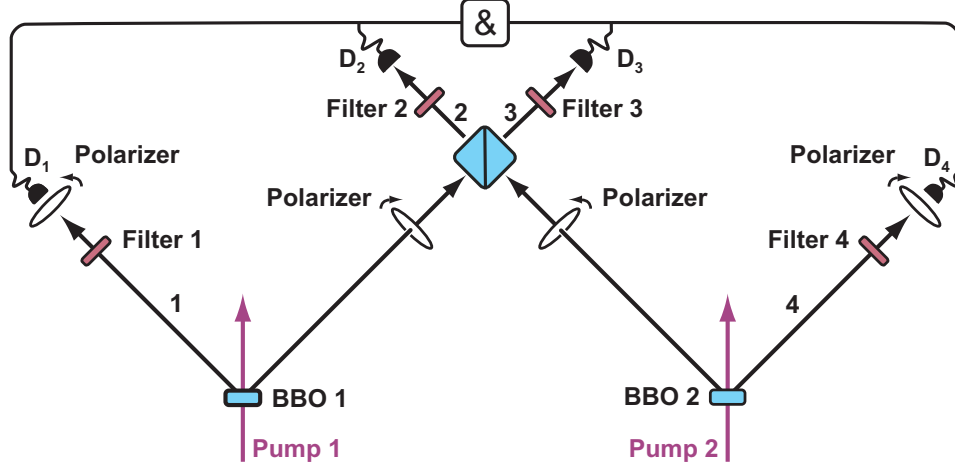 &
D2
D3
Filter 2
2
3
Filter 3
D1
Polarizer
Polarizer
D4
Polarizer
Polarizer
Filter 1
Filter 4
1
4
BBO 1
BBO 2
Pump 1
Pump 2